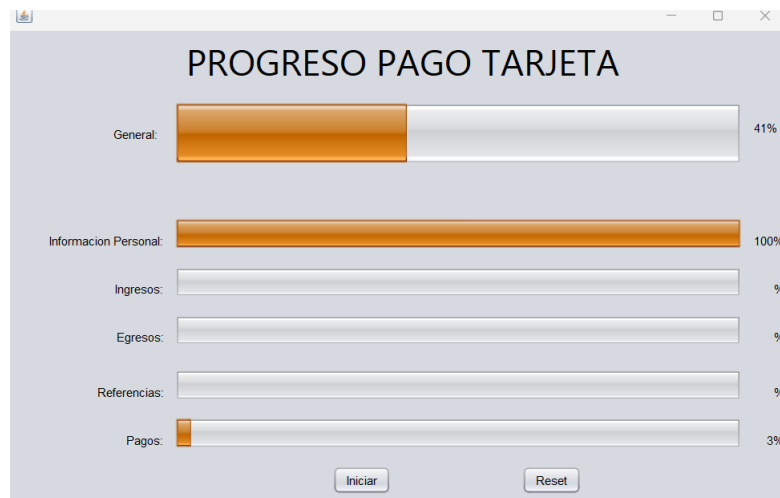 PROGRESO PAGO TARJETA
General: 41%
Informacion Personal: 100%
Ingresos: %
Egresos: %
Referencias: %
Pagos: 3%
Iniciar Reset